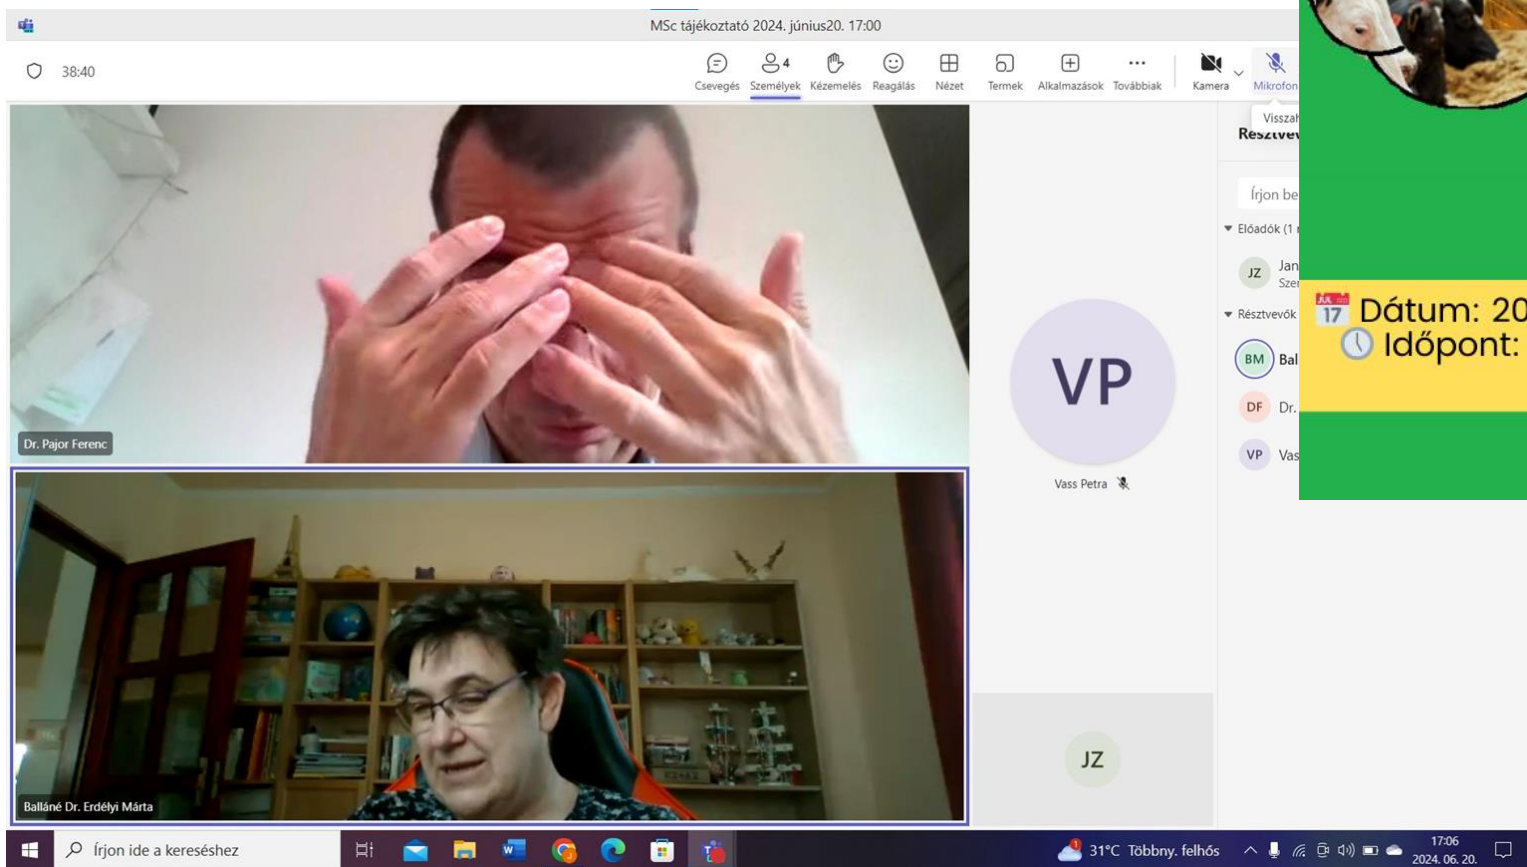 MSc tájékoztató 2024. június20. 17:00
38:40
Csevegés Személyek 4 Kézemelés Reagálás Nézet Termek Alkalmazások Továbbiak Kamera Mikrofon
Írjon be
Előadók (1
JZ Jan
BM Bal
Résztvevők
DF Dr.
VP Vas
Dr. Pajor Ferenc
VP
Vass Petra
Balláné Dr. Erdélyi Márta
JZ
JUL 17 Dátum: 20
Időpont:
Írjon ide a kereséshez
31°C Többny. felhős
17:06
2024. 06. 20.